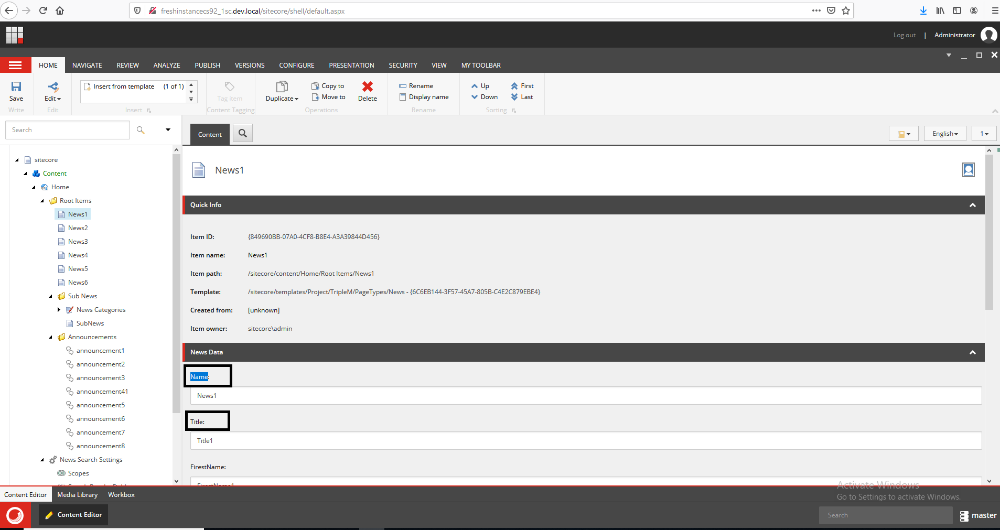 freshinstancecs92_1sc.dev.local/sitecore/shell/default.aspx
Log out | Administrator
HOME NAVIGATE REVIEW ANALYZE PUBLISH VERSIONS CONFIGURE PRESENTATION SECURITY VIEW MY TOOLBAR
Save
Write
Edit
Edit
Insert from template (1 of 1)
Insert
Tag item
Content Tagging
Duplicate
Copy to
Move to
Delete
Operations
Rename
Display name
Rename
Up First
Down Last
Sorting
Search
Content
English
1
sitecore
Content
Home
Root Items
News1
News2
News3
News4
News5
News6
Sub News
News Categories
SubNews
Announcements
announcement1
announcement2
announcement3
announcement41
announcement5
announcement6
announcement7
announcement8
News Search Settings
Scopes
News1
Quick Info
Item ID: {849690BB-07A0-4CF8-B8E4-A3A39844D456}
Item name: News1
Item path: /sitecore/content/Home/Root Items/News1
Template: /sitecore/templates/Project/TripleM/PageTypes/News - {6C6EB144-3F57-45A7-805B-C4E2C879EBE4}
Created from: [unknown]
Item owner: sitecore\admin
News Data
Name:
News1
Title:
Title1
FirestName:
FirstName1
Activate Windows
Go to Settings to activate Windows.
Content Editor Media Library Workbox
Content Editor
Search
master